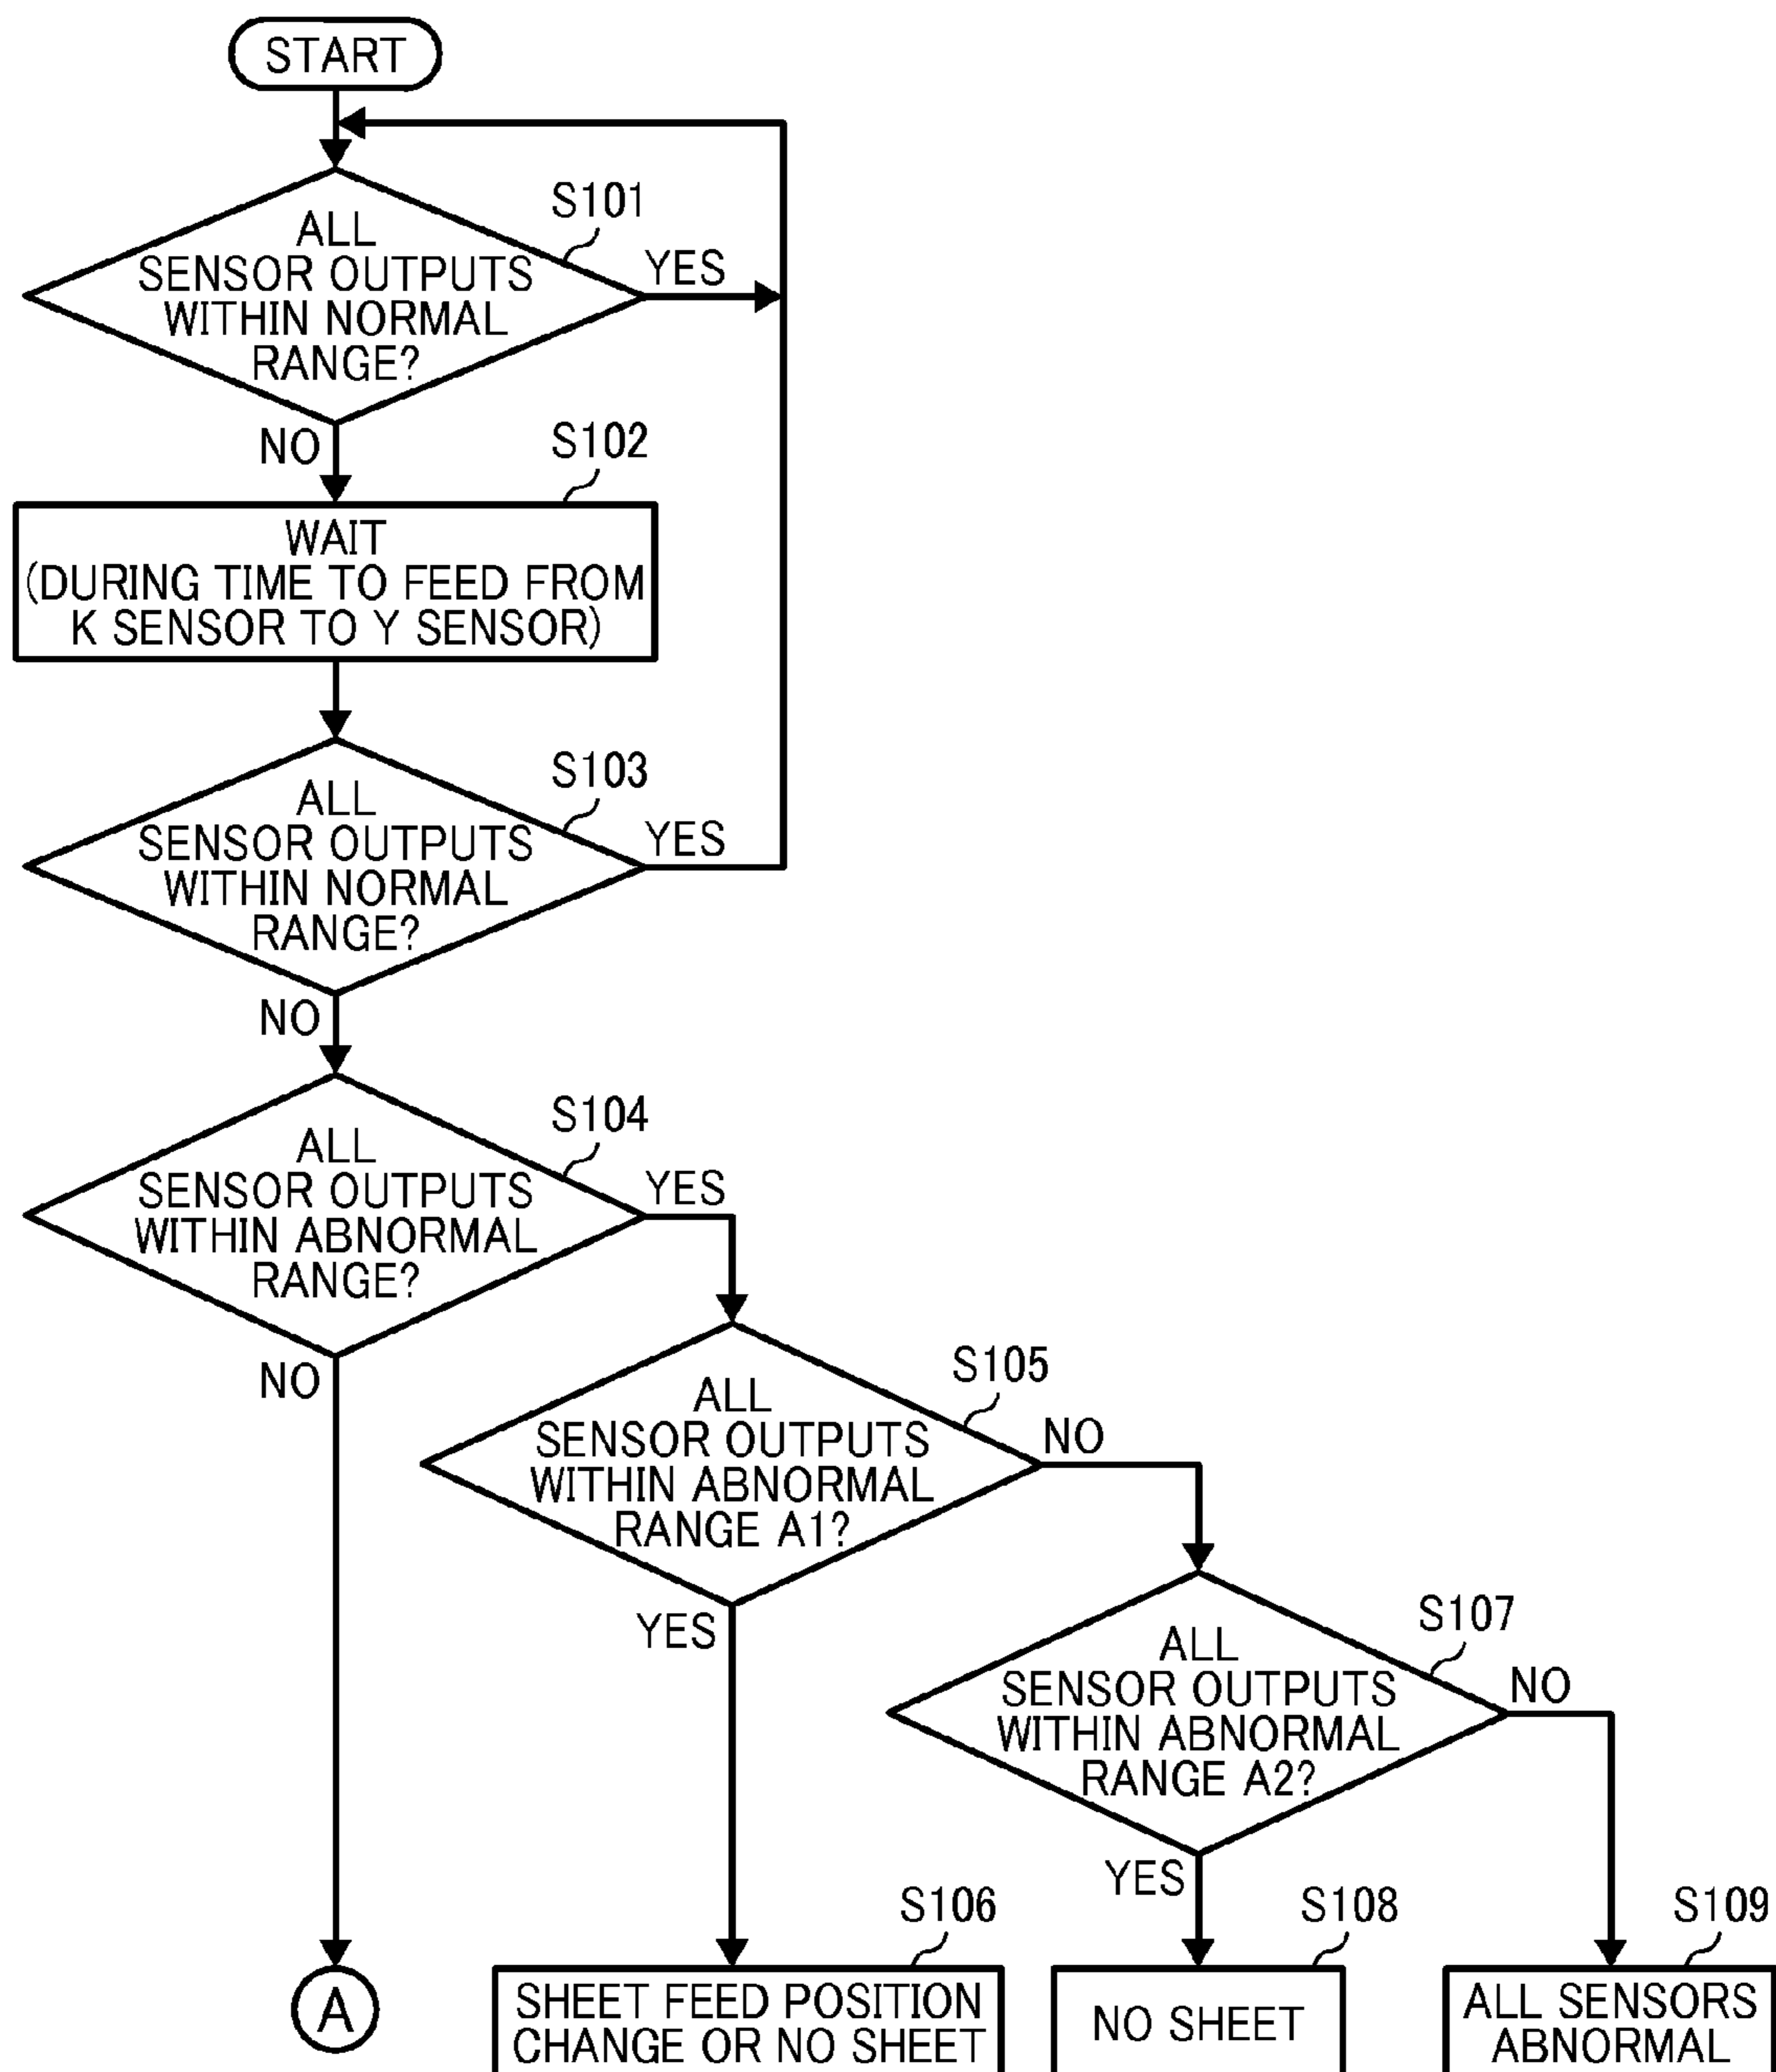 START
S101
ALL
SENSOR OUTPUTS
WITHIN NORMAL
RANGE?
YES
NO
S102
WAIT
(DURING TIME TO FEED FROM
K SENSOR TO Y SENSOR)
S103
ALL
SENSOR OUTPUTS
WITHIN NORMAL
RANGE?
YES
NO
S104
ALL
SENSOR OUTPUTS
WITHIN ABNORMAL
RANGE?
YES
NO
S105
ALL
SENSOR OUTPUTS
WITHIN ABNORMAL
RANGE A1?
NO
YES
S107
ALL
SENSOR OUTPUTS
WITHIN ABNORMAL
RANGE A2?
NO
YES
A
S106
SHEET FEED POSITION
CHANGE OR NO SHEET
S108
NO SHEET
S109
ALL SENSORS
ABNORMAL